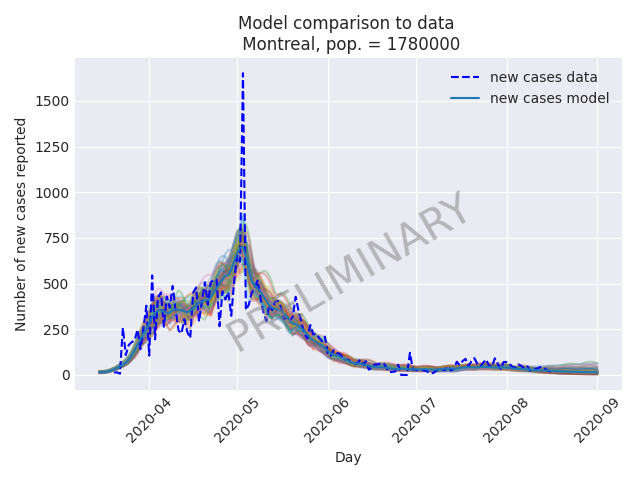 Model comparison to data
Montreal, pop. = 1780000
new cases data
new cases model
Number of new cases reported
1500
1250
1000
750
500
250
0
PRELIMINARY
2020-04
2020-05
2020-06
2020-07
2020-08
2020-09
Day